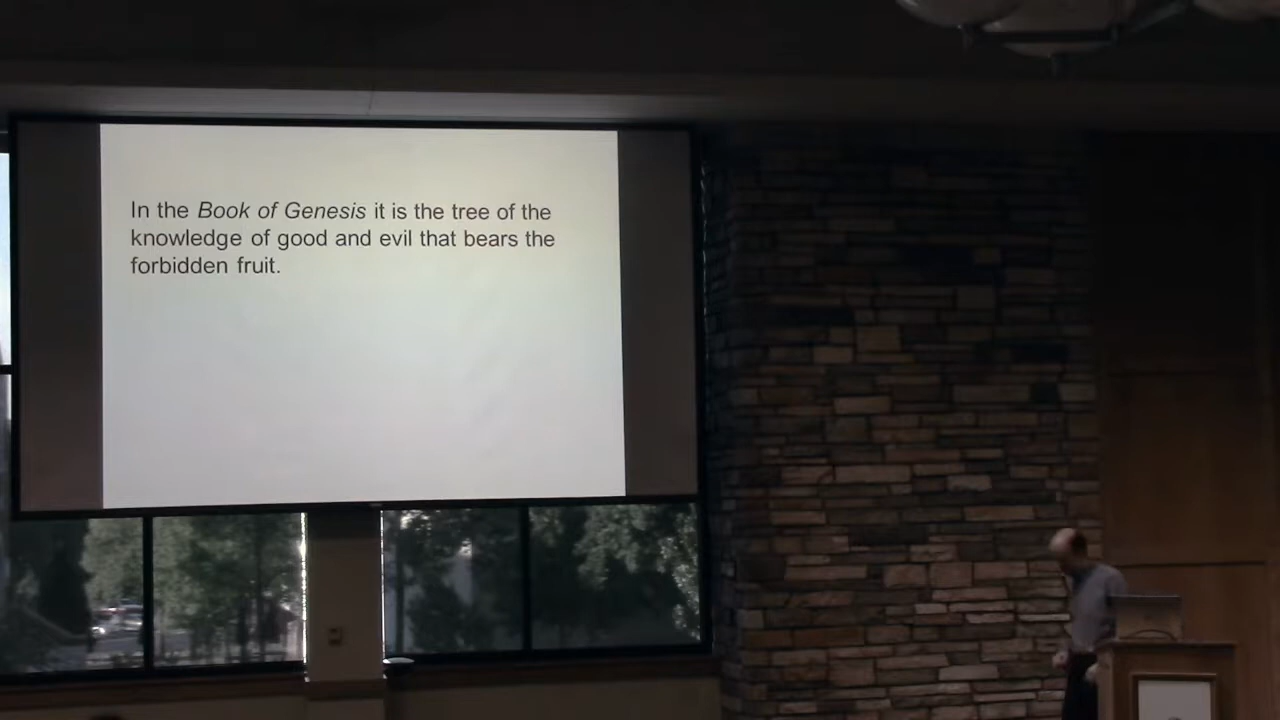 In the Book of Genesis it is the tree of the
knowledge of good and evil that bears the
forbidden fruit.